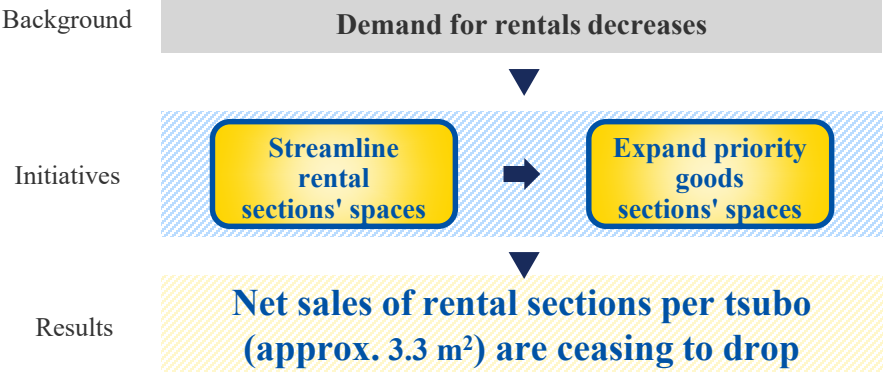 Background
Demand for rentals decreases
Initiatives
Streamline
rental
sections' spaces
Expand priority
goods
sections' spaces
Results
Net sales of rental sections per tsubo
(approx. 3.3 m²) are ceasing to drop